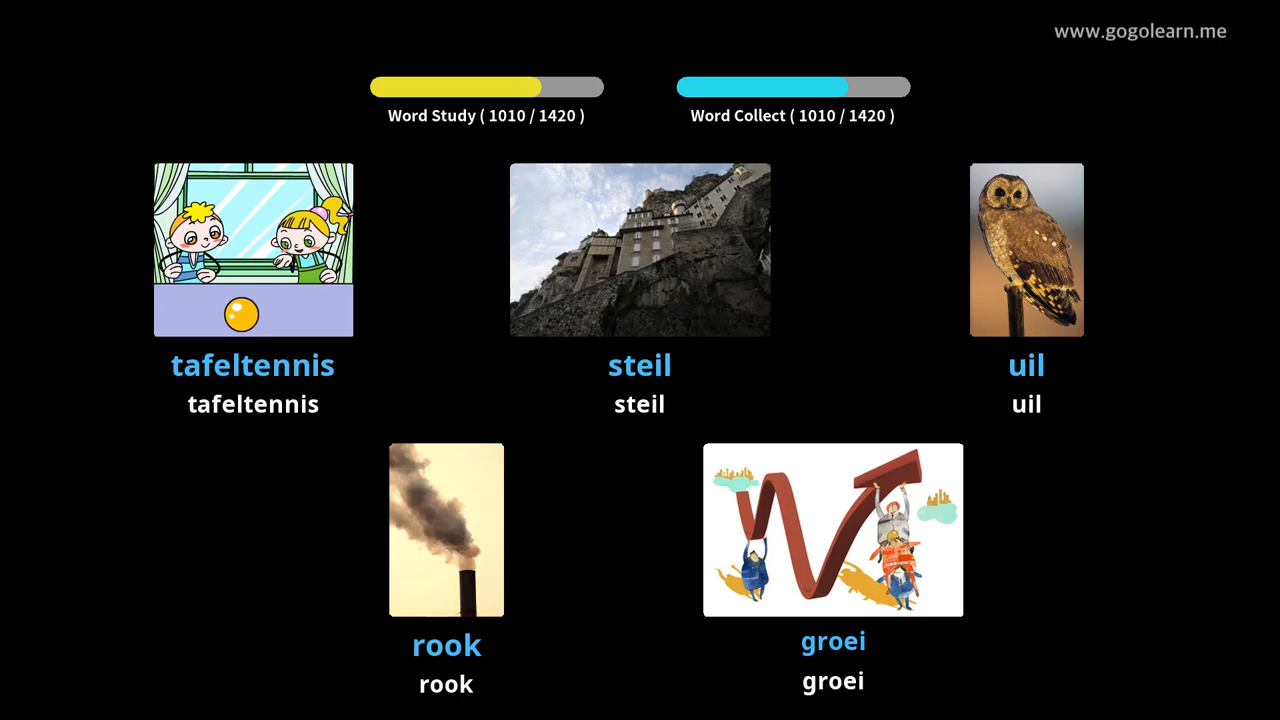 www.gogolearn.me
Word Study ( 1010 / 1420 )
Word Collect ( 1010 / 1420 )
tafeltennis
tafeltennis
steil
steil
uil
uil
rook
rook
groei
groei